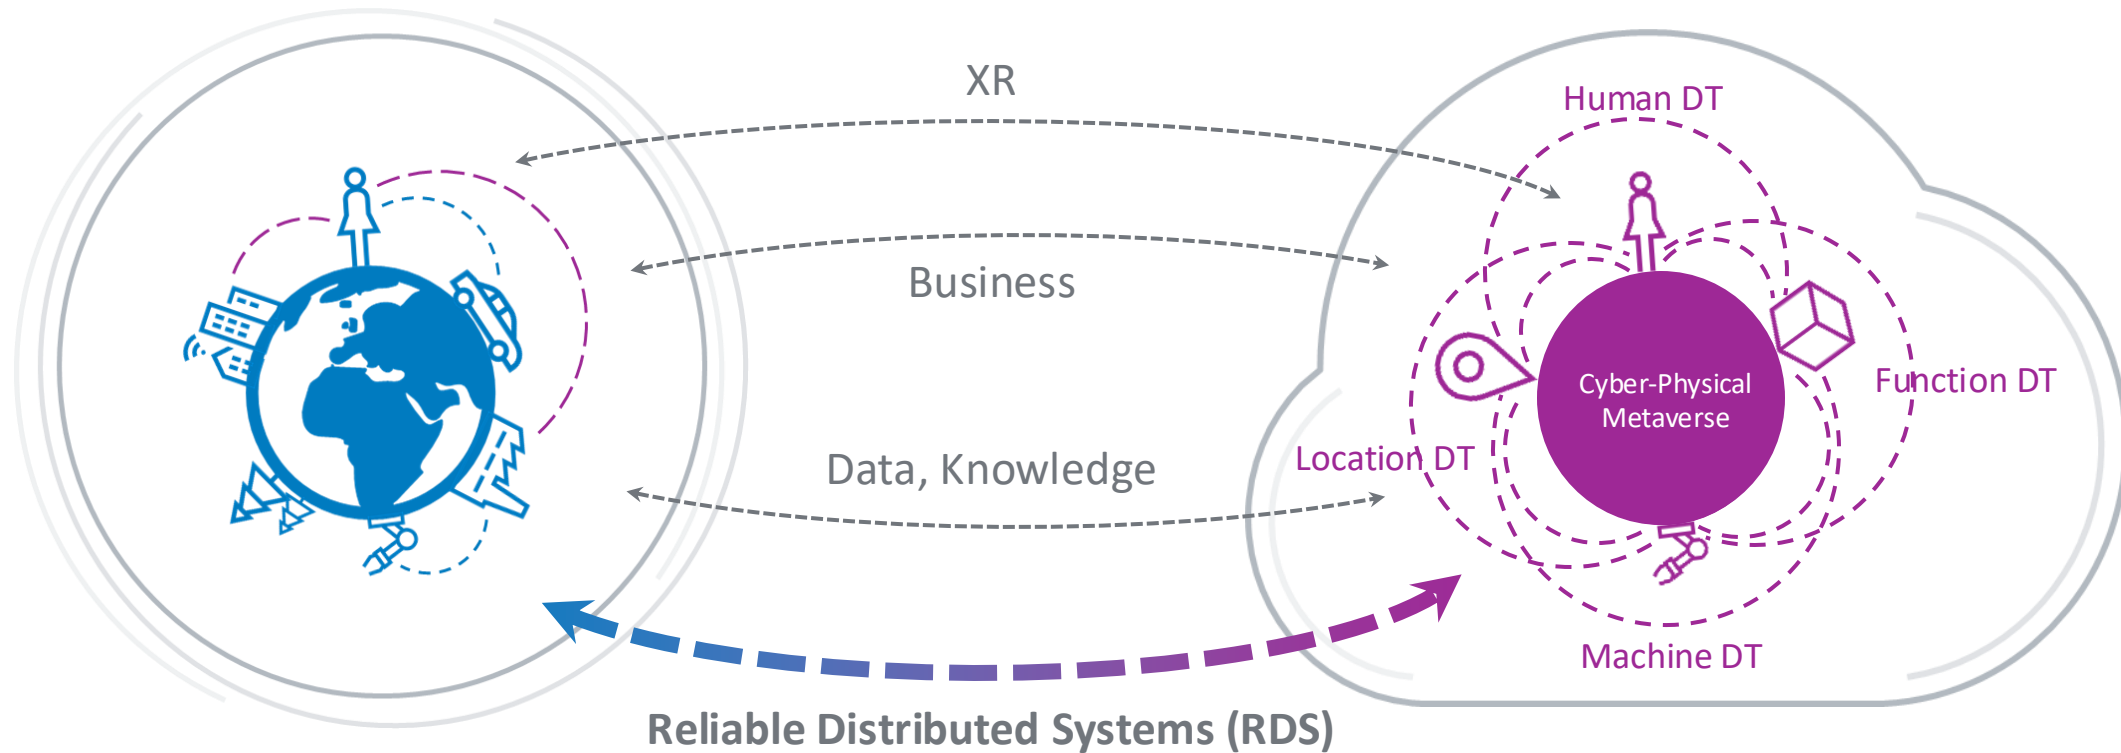 XR
Human DT
Business
Cyber-Physical
Metaverse
Function DT
Location DT
Data, Knowledge
Machine DT
Reliable Distributed Systems (RDS)